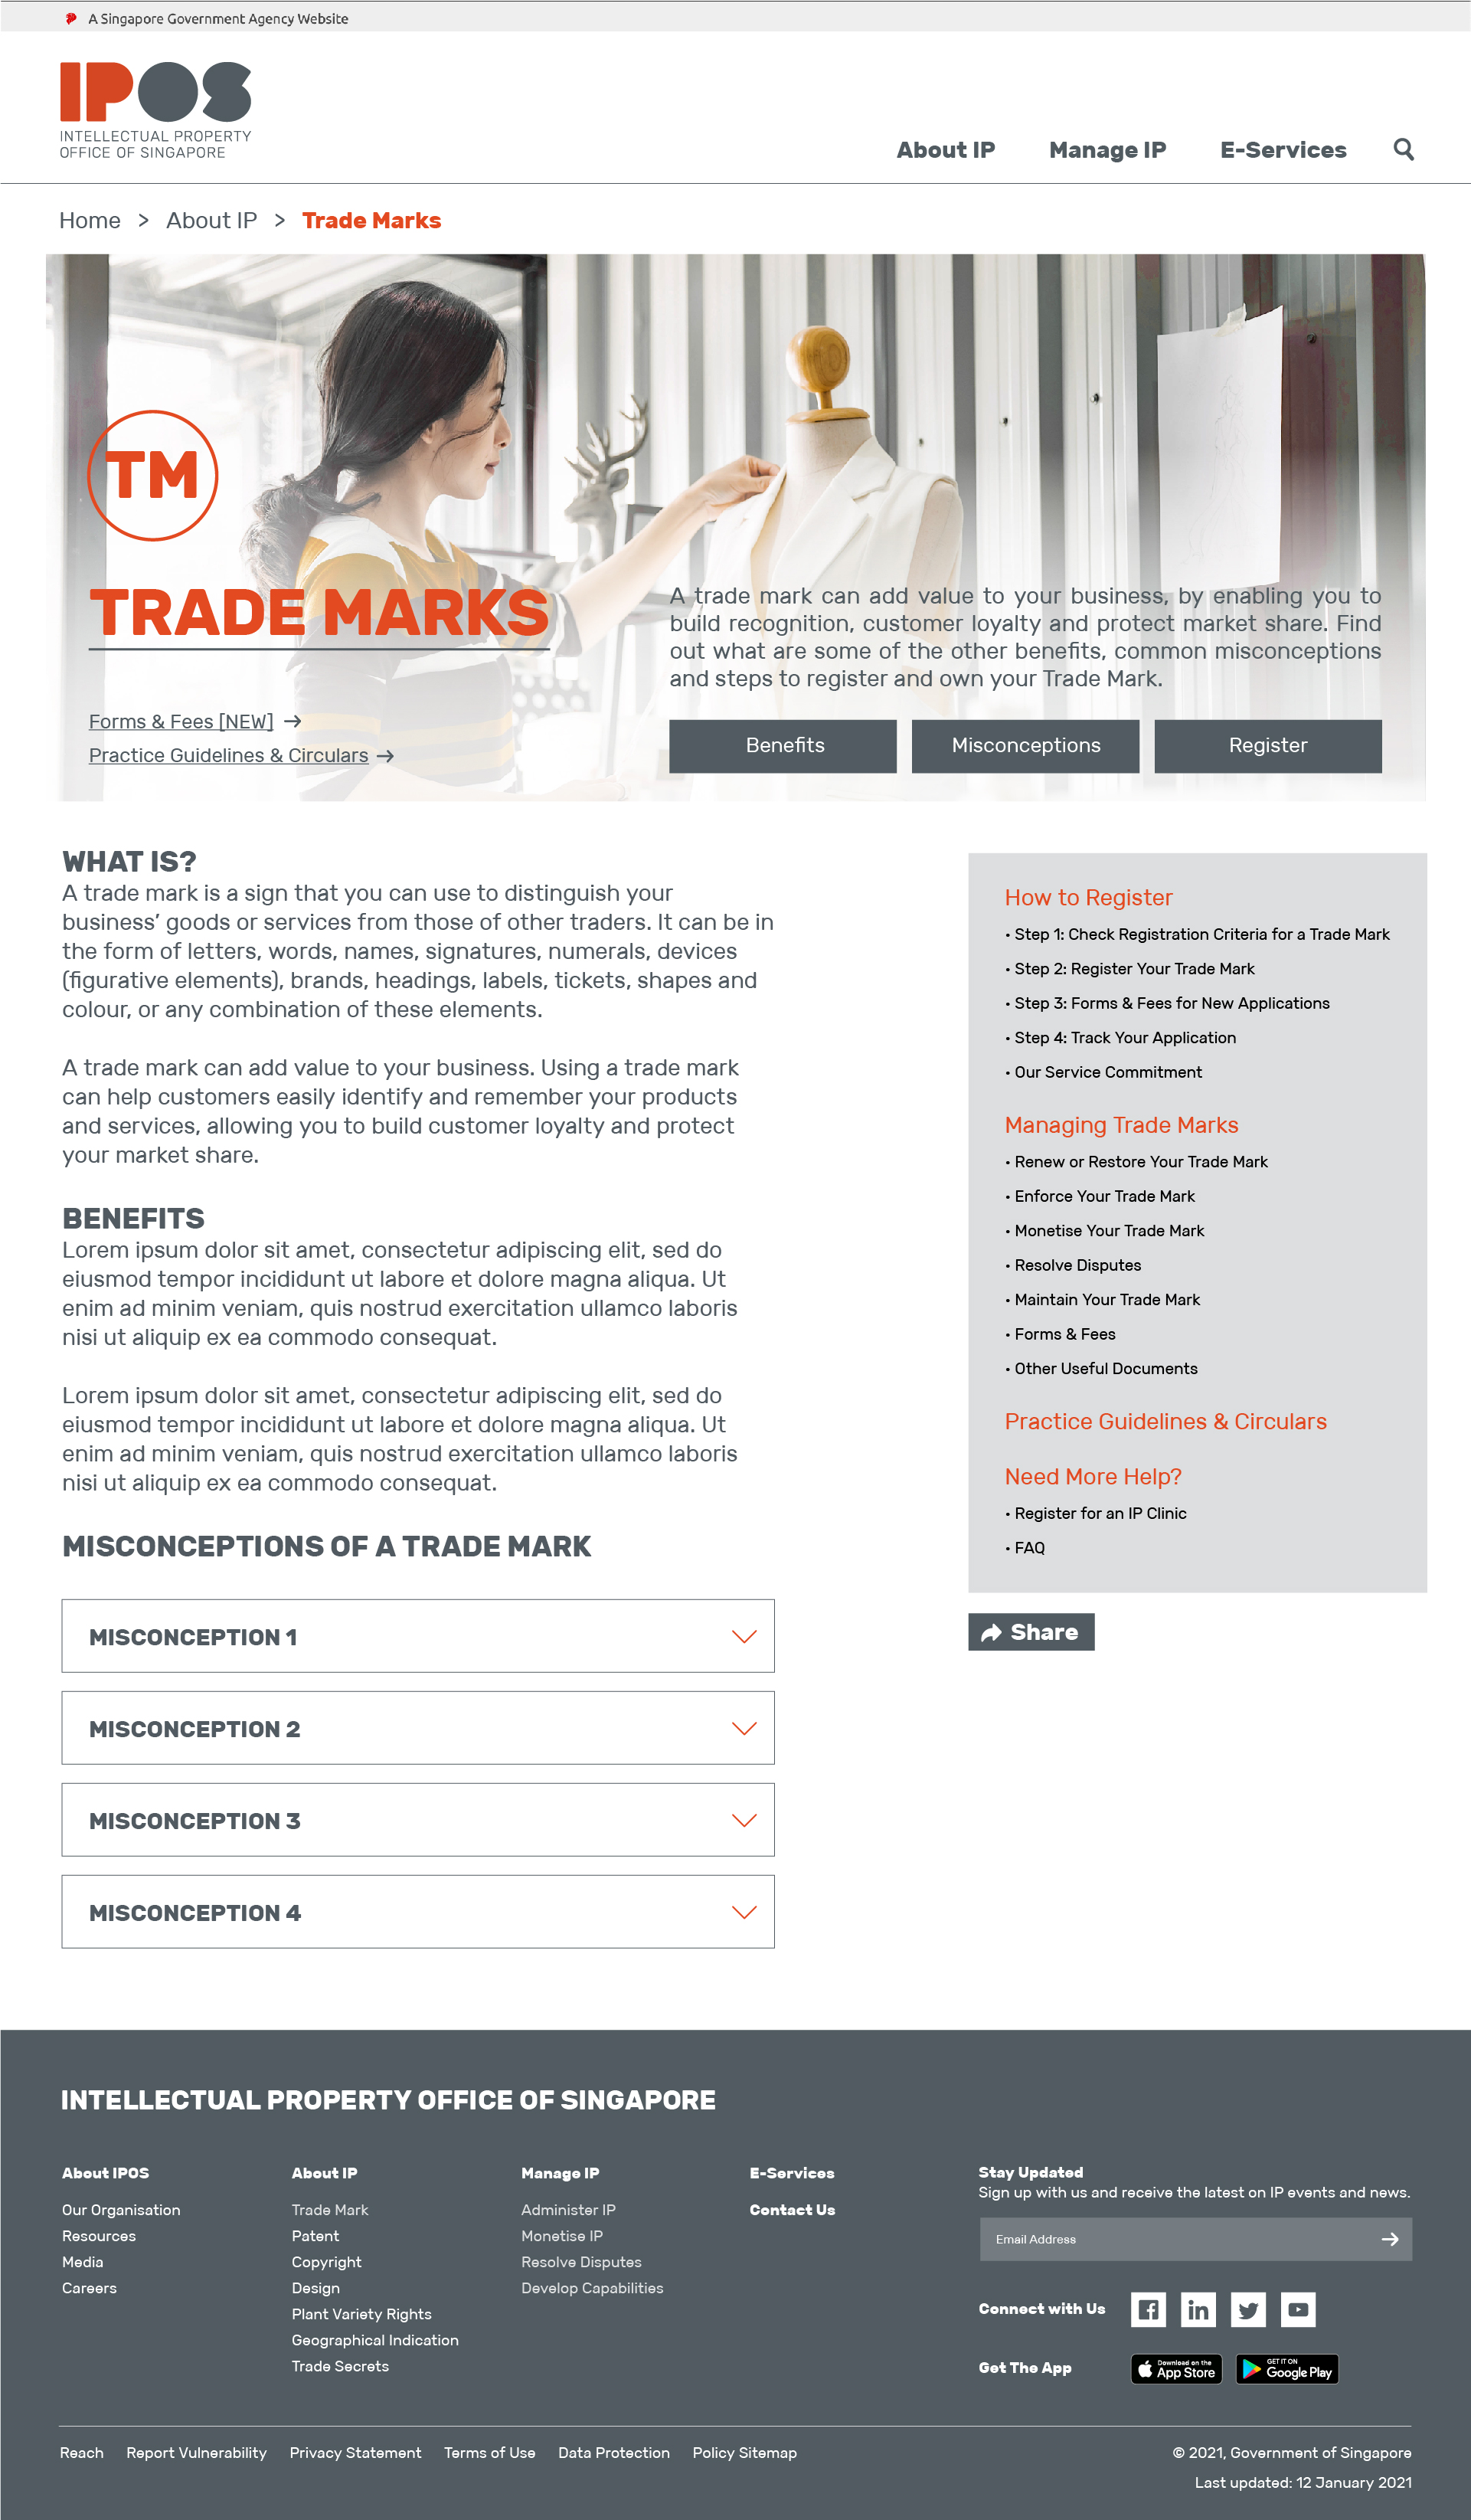 A Singapore Government Agency Website
IPOS
INTELLECTUAL PROPERTY
OFFICE OF SINGAPORE
About IP
Manage IP
E-Services
Home > About IP > Trade Marks
TM
TRADE MARKS
Forms & Fees [NEW] →
Practice Guidelines & Circulars →
A trade mark can add value to your business, by enabling you to
build recognition, customer loyalty and protect market share. Find
out what are some of the other benefits, common misconceptions
and steps to register and own your Trade Mark.
Benefits
Misconceptions
Register
WHAT IS?
A trade mark is a sign that you can use to distinguish your
business’ goods or services from those of other traders. It can be in
the form of letters, words, names, signatures, numerals, devices
(figurative elements), brands, headings, labels, tickets, shapes and
colour, or any combination of these elements.
A trade mark can add value to your business. Using a trade mark
can help customers easily identify and remember your products
and services, allowing you to build customer loyalty and protect
your market share.
BENEFITS
Lorem ipsum dolor sit amet, consectetur adipiscing elit, sed do
eiusmod tempor incididunt ut labore et dolore magna aliqua. Ut
enim ad minim veniam, quis nostrud exercitation ullamco laboris
nisi ut aliquip ex ea commodo consequat.
Lorem ipsum dolor sit amet, consectetur adipiscing elit, sed do
eiusmod tempor incididunt ut labore et dolore magna aliqua. Ut
enim ad minim veniam, quis nostrud exercitation ullamco laboris
nisi ut aliquip ex ea commodo consequat.
MISCONCEPTIONS OF A TRADE MARK
MISCONCEPTION 1
MISCONCEPTION 2
MISCONCEPTION 3
MISCONCEPTION 4
How to Register
• Step 1: Check Registration Criteria for a Trade Mark
• Step 2: Register Your Trade Mark
• Step 3: Forms & Fees for New Applications
• Step 4: Track Your Application
• Our Service Commitment
Managing Trade Marks
• Renew or Restore Your Trade Mark
• Enforce Your Trade Mark
• Monetise Your Trade Mark
• Resolve Disputes
• Maintain Your Trade Mark
• Forms & Fees
• Other Useful Documents
Practice Guidelines & Circulars
Need More Help?
• Register for an IP Clinic
• FAQ
Share
INTELLECTUAL PROPERTY OFFICE OF SINGAPORE
About IPOS
Our Organisation
Resources
Media
Careers
About IP
Trade Mark
Patent
Copyright
Design
Plant Variety Rights
Geographical Indication
Trade Secrets
Manage IP
Administer IP
Monetise IP
Resolve Disputes
Develop Capabilities
E-Services
Contact Us
Stay Updated
Sign up with us and receive the latest on IP events and news.
Email Address
Connect with Us
in
Get The App
Download on the
App Store
GET IT ON
Google Play
Reach
Report Vulnerability
Privacy Statement
Terms of Use
Data Protection
Policy Sitemap
© 2021, Government of Singapore
Last updated: 12 January 2021